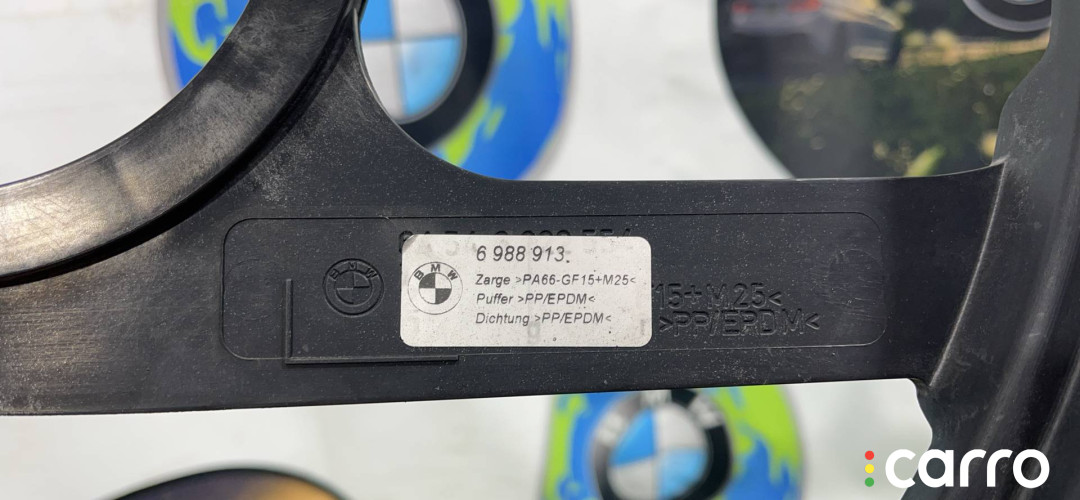 6 988 913.
BMW
Zarge >PA66-GF15+M25<
Puffer >PP/EPDM<
Dichtung >PP/EPDM<
15+M25<
>PP/EPDM<
carro